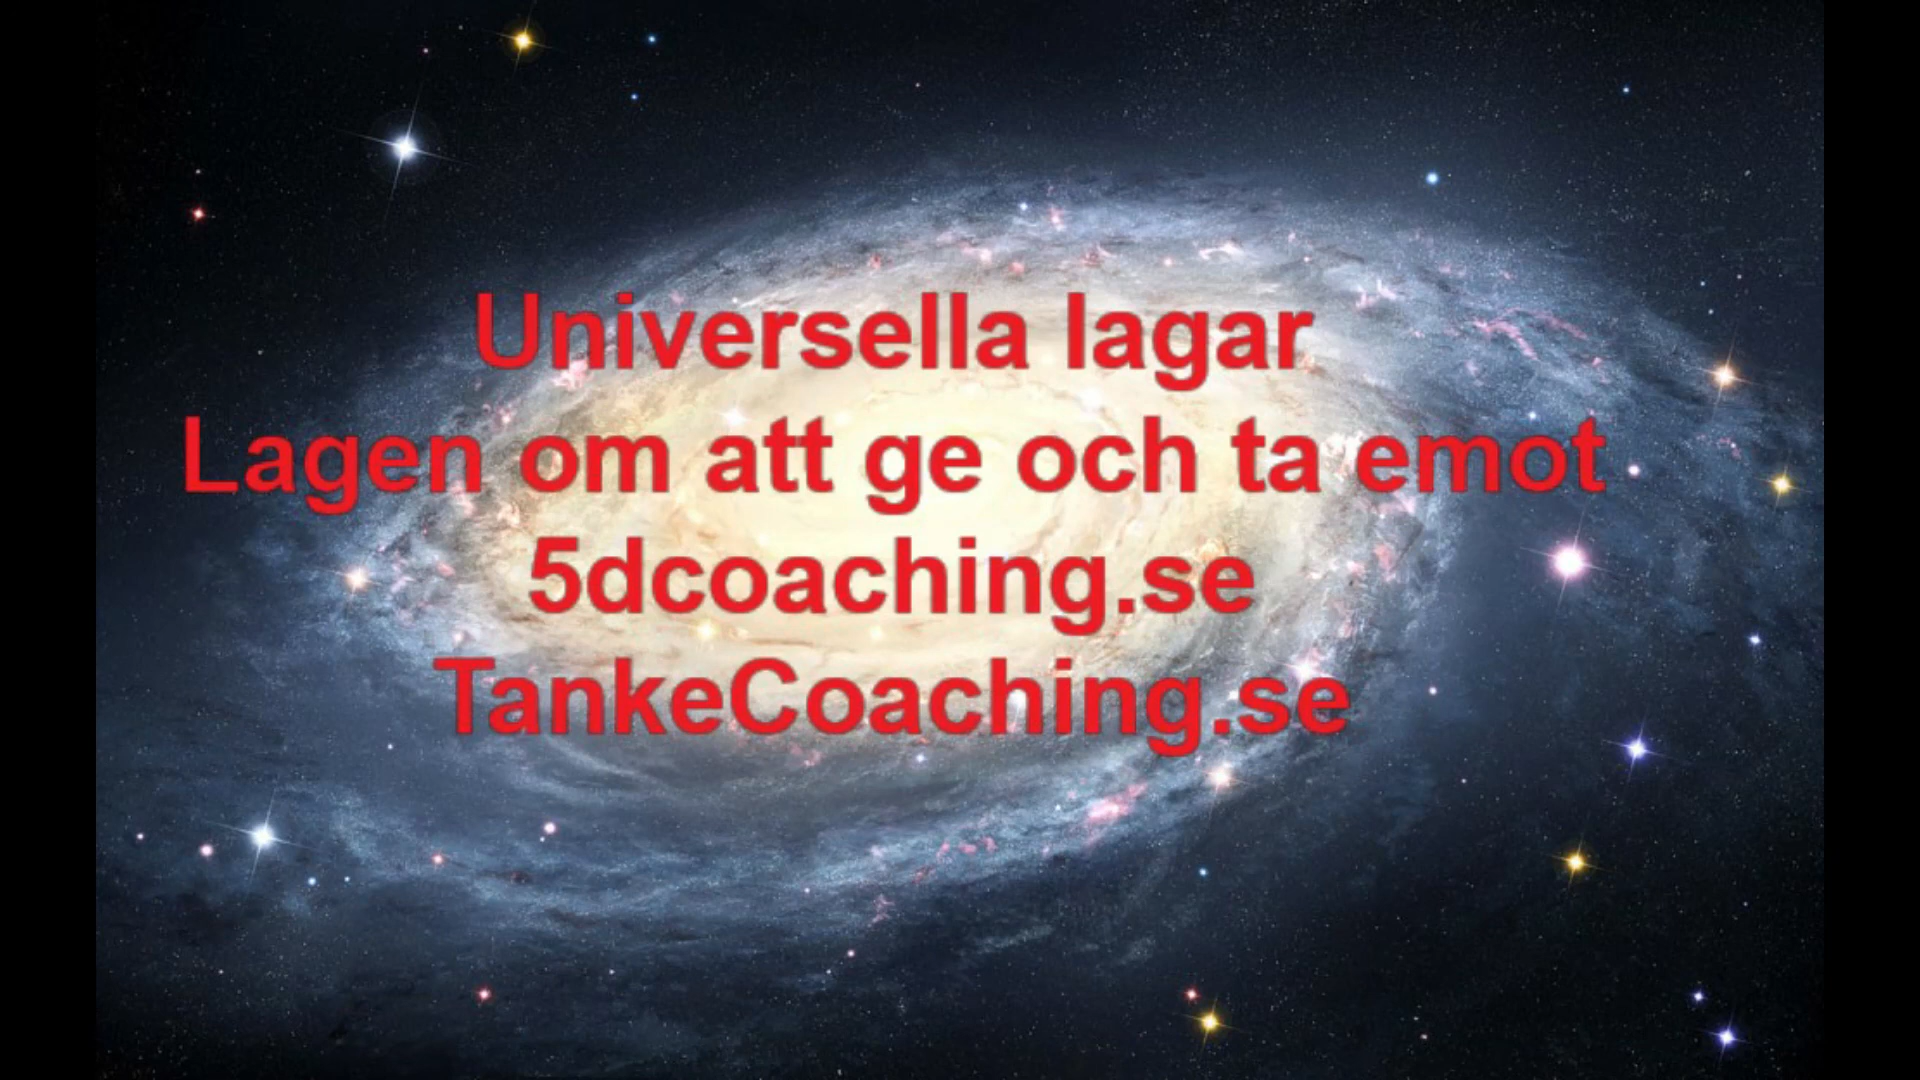 Universella lagar
Lagen om att ge och ta emot
5dcoaching.se
TankeCoaching.se